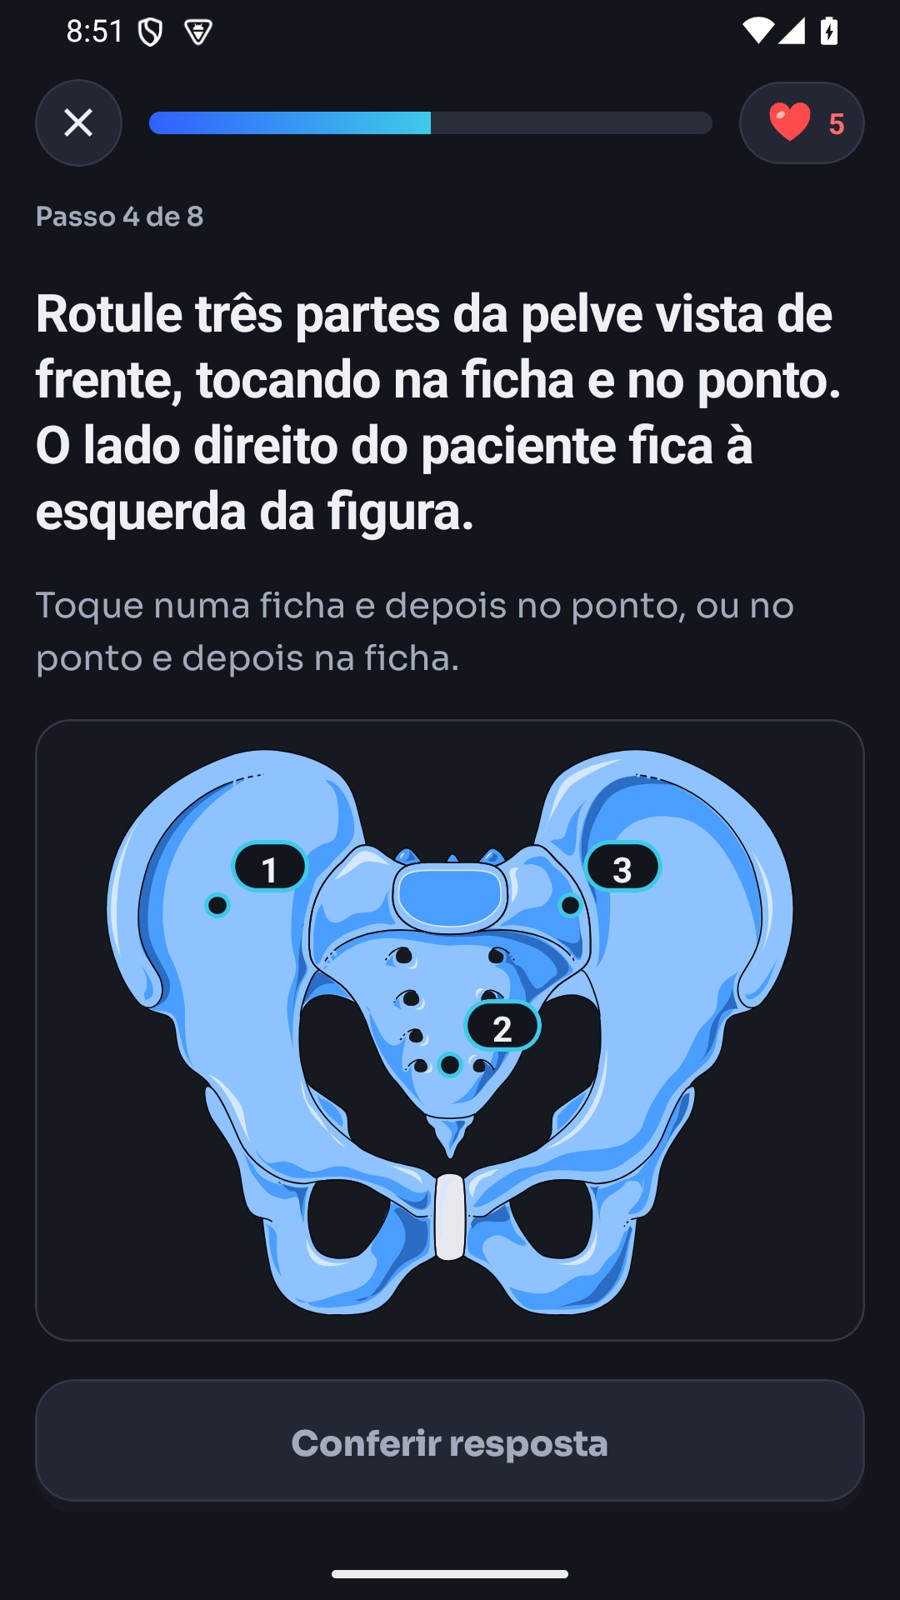 8:51
5
Passo 4 de 8
Rotule três partes da pelve vista de
frente, tocando na ficha e no ponto.
O lado direito do paciente fica à
esquerda da figura.
Toque numa ficha e depois no ponto, ou no
ponto e depois na ficha.
1
3
2
Conferir resposta